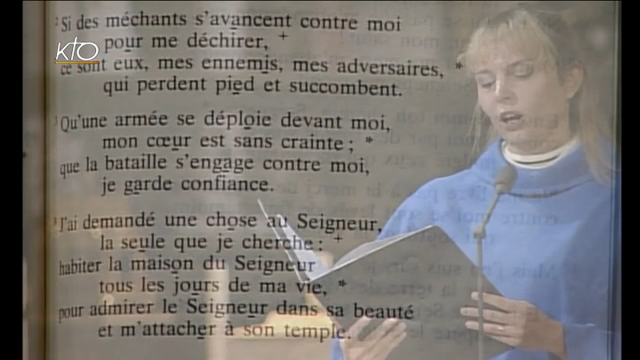 2 Si des méchants s'avancent contre moi
pour me déchirer, +
ce sont eux, mes ennemis, mes adversaires, *
qui perdent pied et succombent.
3 Qu'une armée se déploie devant moi,
mon cœur est sans crainte ; *
que la bataille s'engage contre moi,
je garde confiance.
J'ai demandé une chose au Seigneur,
la seule que je cherche : +
habiter la maison du Seigneur
tous les jours de ma vie, *
pour admirer le Seigneur dans sa beauté
et m'attacher à son temple.
KTO